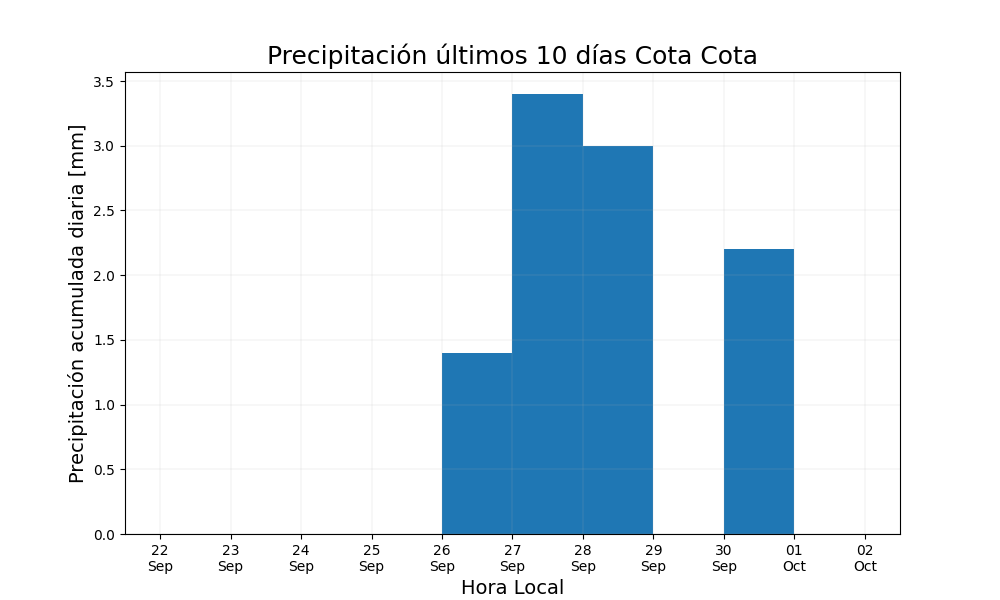 Precipitación últimos 10 días Cota Cota
Precipitación acumulada diaria [mm]
3.5
3.0
2.5
2.0
1.5
1.0
0.5
0.0
22 23 24 25 26 27 28 29 30 01 02
Sep Sep Sep Sep Sep Sep Sep Sep Sep Oct Oct
Hora Local